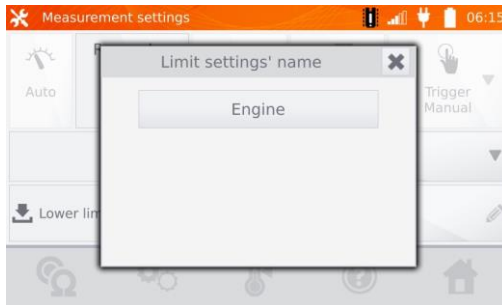 Measurement settings
06:15
Limit settings' name
Engine
Auto
Trigger
Manual
Lower lim